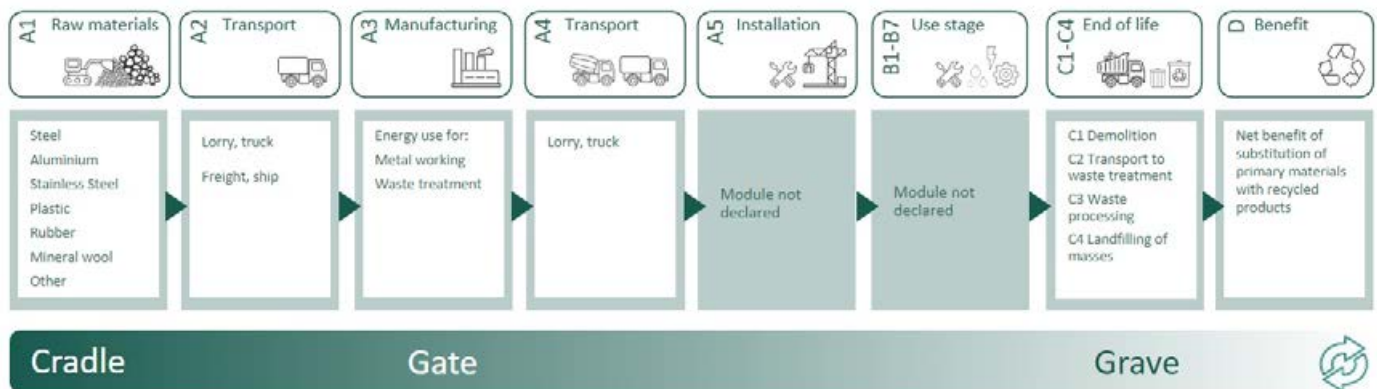 A1 Raw materials
Steel
Aluminium
Stainless Steel
Plastic
Rubber
Mineral wool
Other
A2 Transport
Lorry, truck
Freight, ship
A3 Manufacturing
Energy use for:
Metal working
Waste treatment
A4 Transport
Lorry, truck
A5 Installation
Module not
declared
B1-B7 Use stage
Module not
declared
C1-C4 End of life
C1 Demolition
C2 Transport to
waste treatment
C3 Waste
processing
C4 Landfilling of
masses
D Benefit
Net benefit of
substitution of
primary materials
with recycled
products
Cradle
Gate
Grave